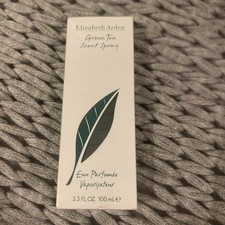 Elizabeth Arden
Green Tea
Scent Spray
Eau Parfumée
Vaporisateur
3.3 FL.OZ. 100 mL ℮